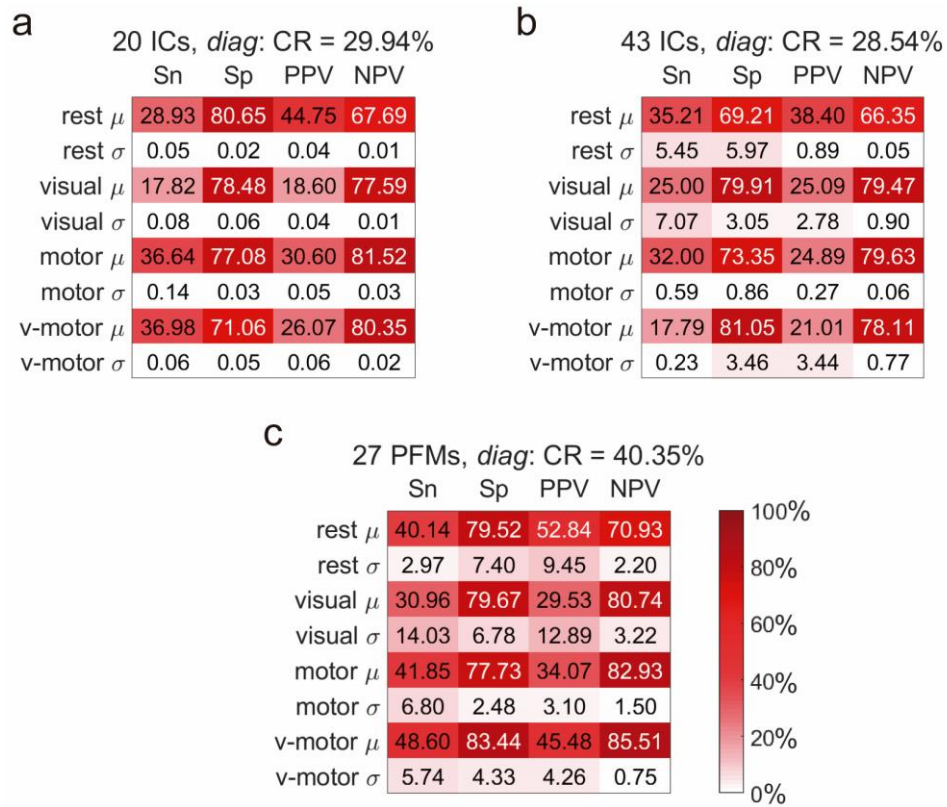 a
20 ICs, diag: CR = 29.94%
Sn Sp PPV NPV
rest μ 28.93 80.65 44.75 67.69
rest σ 0.05 0.02 0.04 0.01
visual μ 17.82 78.48 18.60 77.59
visual σ 0.08 0.06 0.04 0.01
motor μ 36.64 77.08 30.60 81.52
motor σ 0.14 0.03 0.05 0.03
v-motor μ 36.98 71.06 26.07 80.35
v-motor σ 0.06 0.05 0.06 0.02
b
43 ICs, diag: CR = 28.54%
Sn Sp PPV NPV
rest μ 35.21 69.21 38.40 66.35
rest σ 5.45 5.97 0.89 0.05
visual μ 25.00 79.91 25.09 79.47
visual σ 7.07 3.05 2.78 0.90
motor μ 32.00 73.35 24.89 79.63
motor σ 0.59 0.86 0.27 0.06
v-motor μ 17.79 81.05 21.01 78.11
v-motor σ 0.23 3.46 3.44 0.77
c
27 PFMs, diag: CR = 40.35%
Sn Sp PPV NPV
rest μ 40.14 79.52 52.84 70.93
rest σ 2.97 7.40 9.45 2.20
visual μ 30.96 79.67 29.53 80.74
visual σ 14.03 6.78 12.89 3.22
motor μ 41.85 77.73 34.07 82.93
motor σ 6.80 2.48 3.10 1.50
v-motor μ 48.60 83.44 45.48 85.51
v-motor σ 5.74 4.33 4.26 0.75
100%
80%
60%
40%
20%
0%